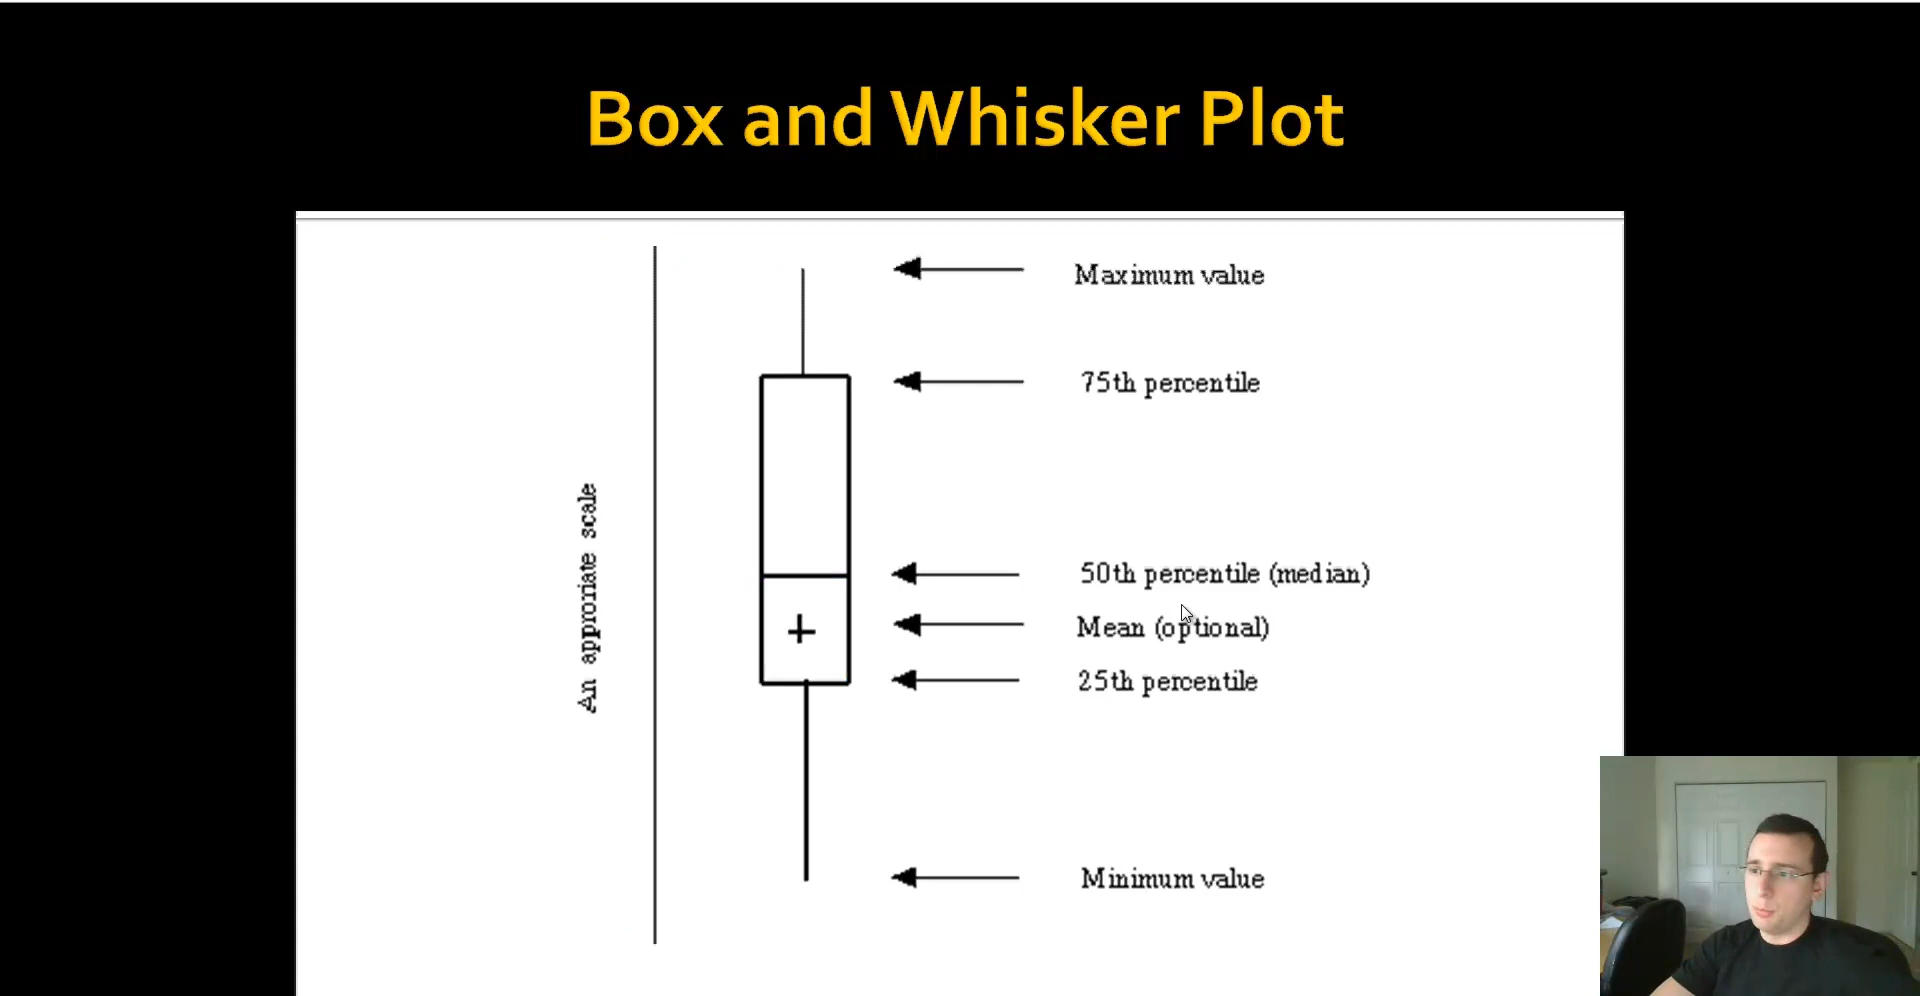 Box and Whisker Plot
Maximum value
75th percentile
An approriate scale
50th percentile (median)
Mean (optional)
25th percentile
Minimum value